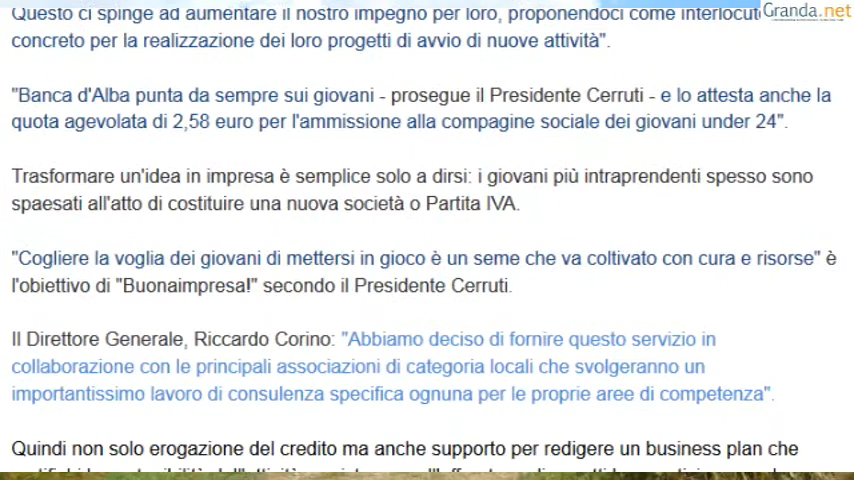 Questo ci spinge ad aumentare il nostro impegno per loro, proponendoci come
Granda.net
concreto per la realizzazione dei loro progetti di avvio di nuove attività".
"Banca d'Alba punta da sempre sui giovani - prosegue il Presidente Cerruti - e lo attesta anche la
quota agevolata di 2,58 euro per l'ammissione alla compagine sociale dei giovani under 24".
Trasformare un'idea in impresa è semplice solo a dirsi: i giovani più intraprendenti spesso sono
spaesati all'atto di costituire una nuova società o Partita IVA.
"Cogliere la voglia dei giovani di mettersi in gioco è un seme che va coltivato con cura e risorse" è
l'obiettivo di "Buonaimpresa!" secondo il Presidente Cerruti.
Il Direttore Generale, Riccardo Corino: "Abbiamo deciso di fornire questo servizio in
collaborazione con le principali associazioni di categoria locali che svolgeranno un
importantissimo lavoro di consulenza specifica ognuna per le proprie aree di competenza".
Quindi non solo erogazione del credito ma anche supporto per redigere un business plan che